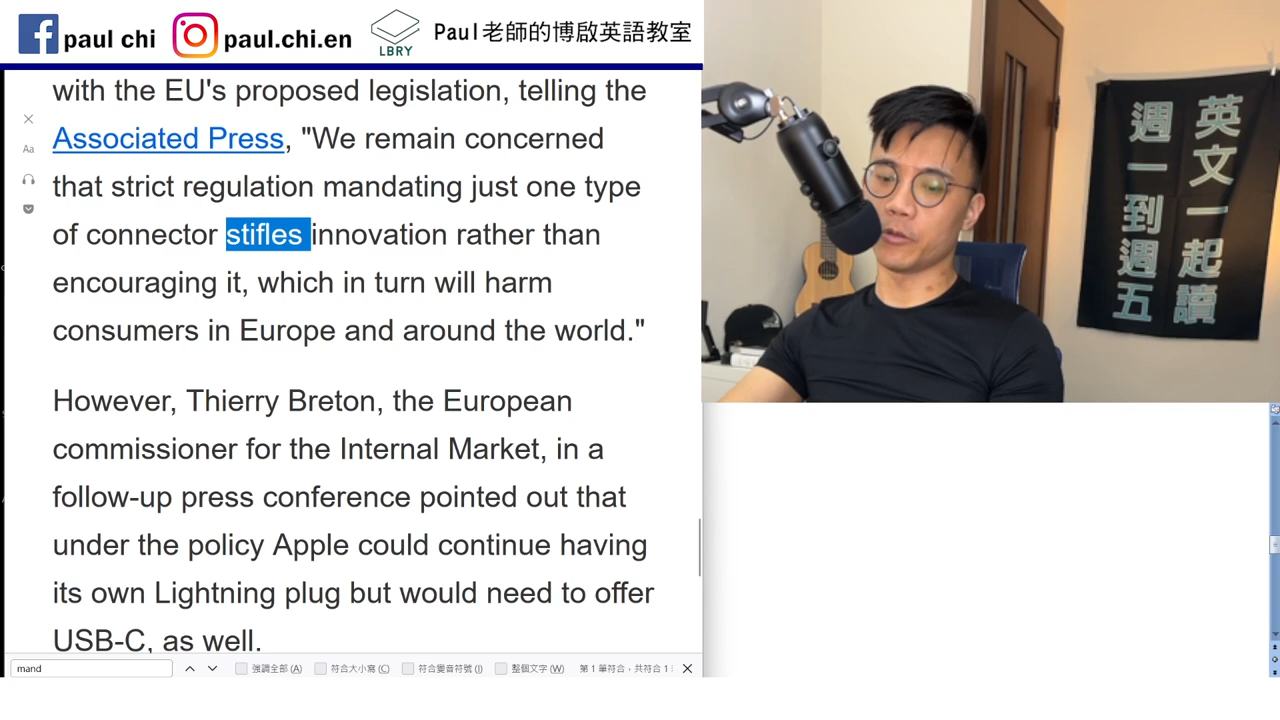 paul chi
paul.chi.en
LBRY
Paul老師的博啟英語教室
with the EU's proposed legislation, telling the
Associated Press, "We remain concerned
that strict regulation mandating just one type
of connector stifles innovation rather than
encouraging it, which in turn will harm
consumers in Europe and around the world."
However, Thierry Breton, the European
commissioner for the Internal Market, in a
follow-up press conference pointed out that
under the policy Apple could continue having
its own Lightning plug but would need to offer
USB-C, as well.
Aa
mand
強調全部 (A)
符合大小寫 (C)
符合變音符號 (I)
整個文字 (W)
第 1 筆符合，共符合 1
英文一起讀
週一到週五